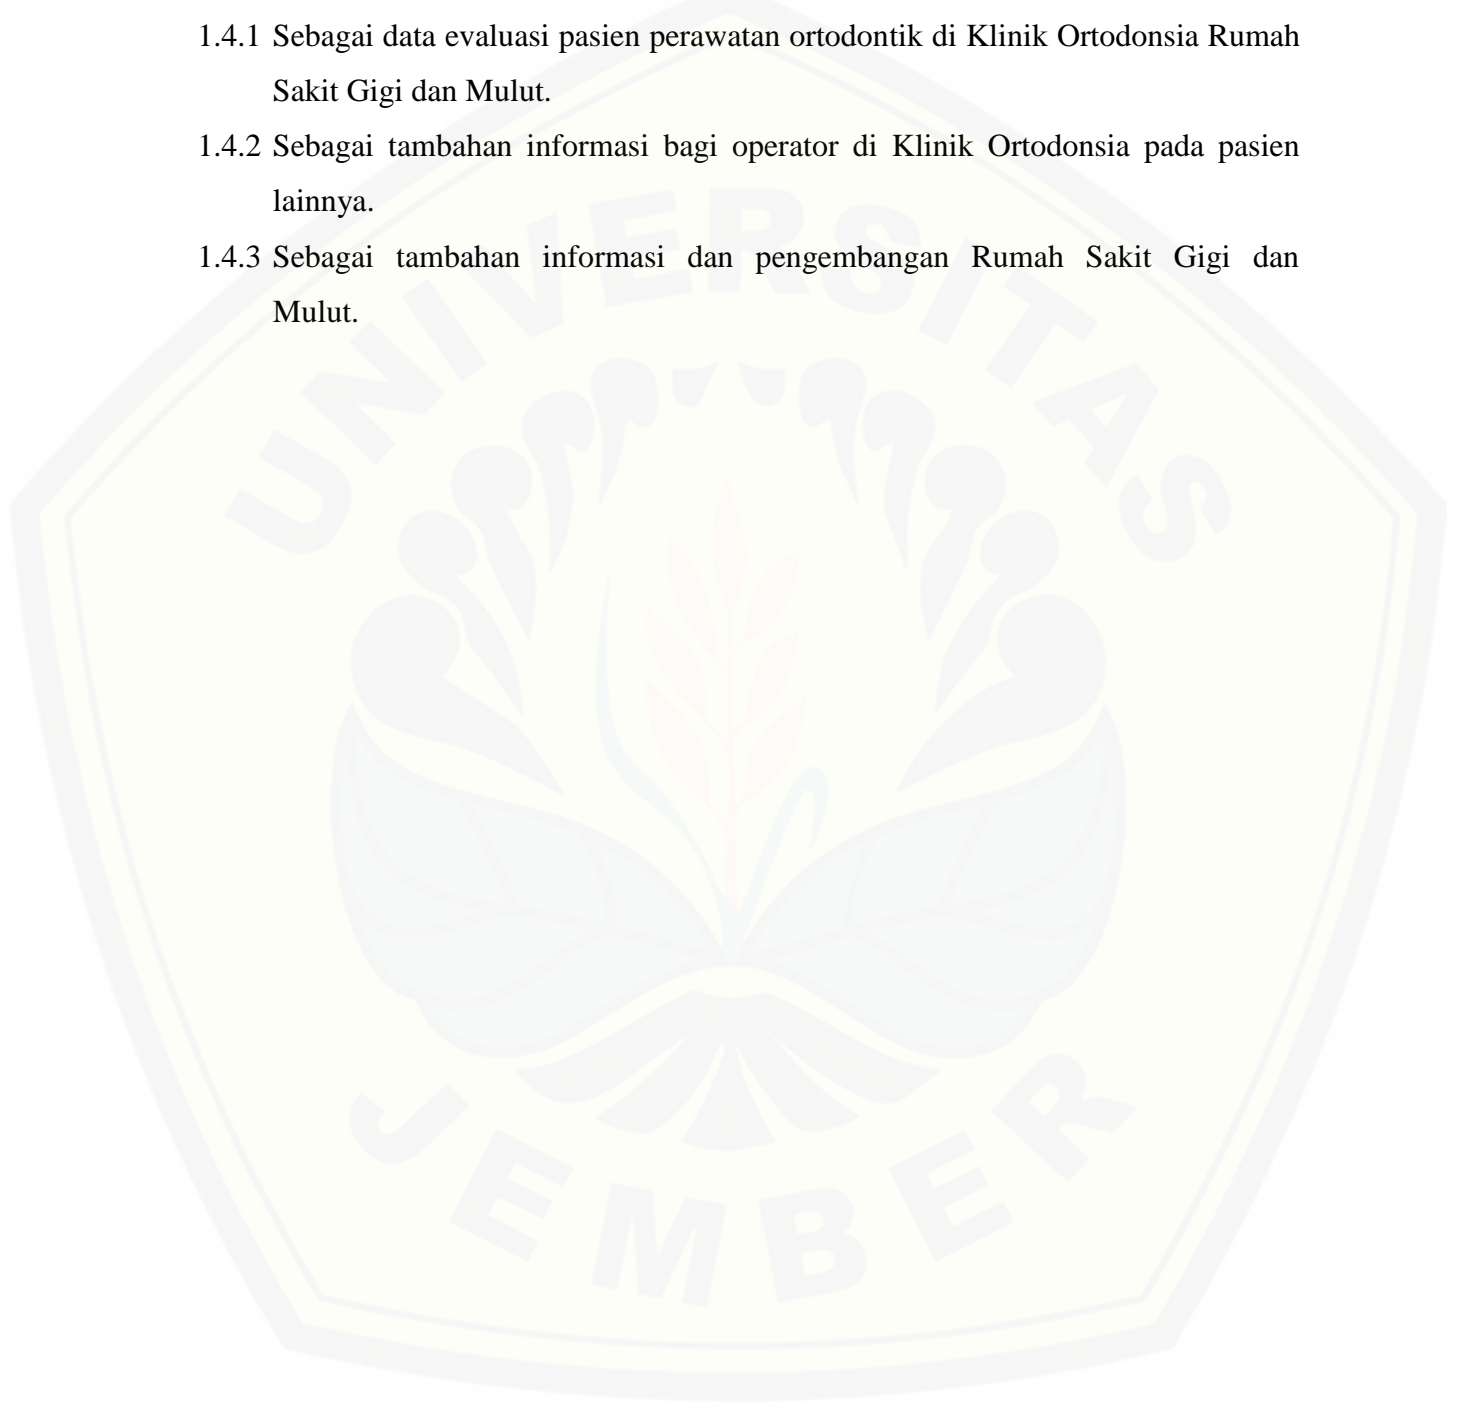 1.4.1 Sebagai data evaluasi pasien perawatan ortodontik di Klinik Ortodonsia Rumah
Sakit Gigi dan Mulut.
1.4.2 Sebagai tambahan informasi bagi operator di Klinik Ortodonsia pada pasien
lainnya.
1.4.3 Sebagai tambahan informasi dan pengembangan Rumah Sakit Gigi dan
Mulut.
UNIVERSITAS
JEMBER